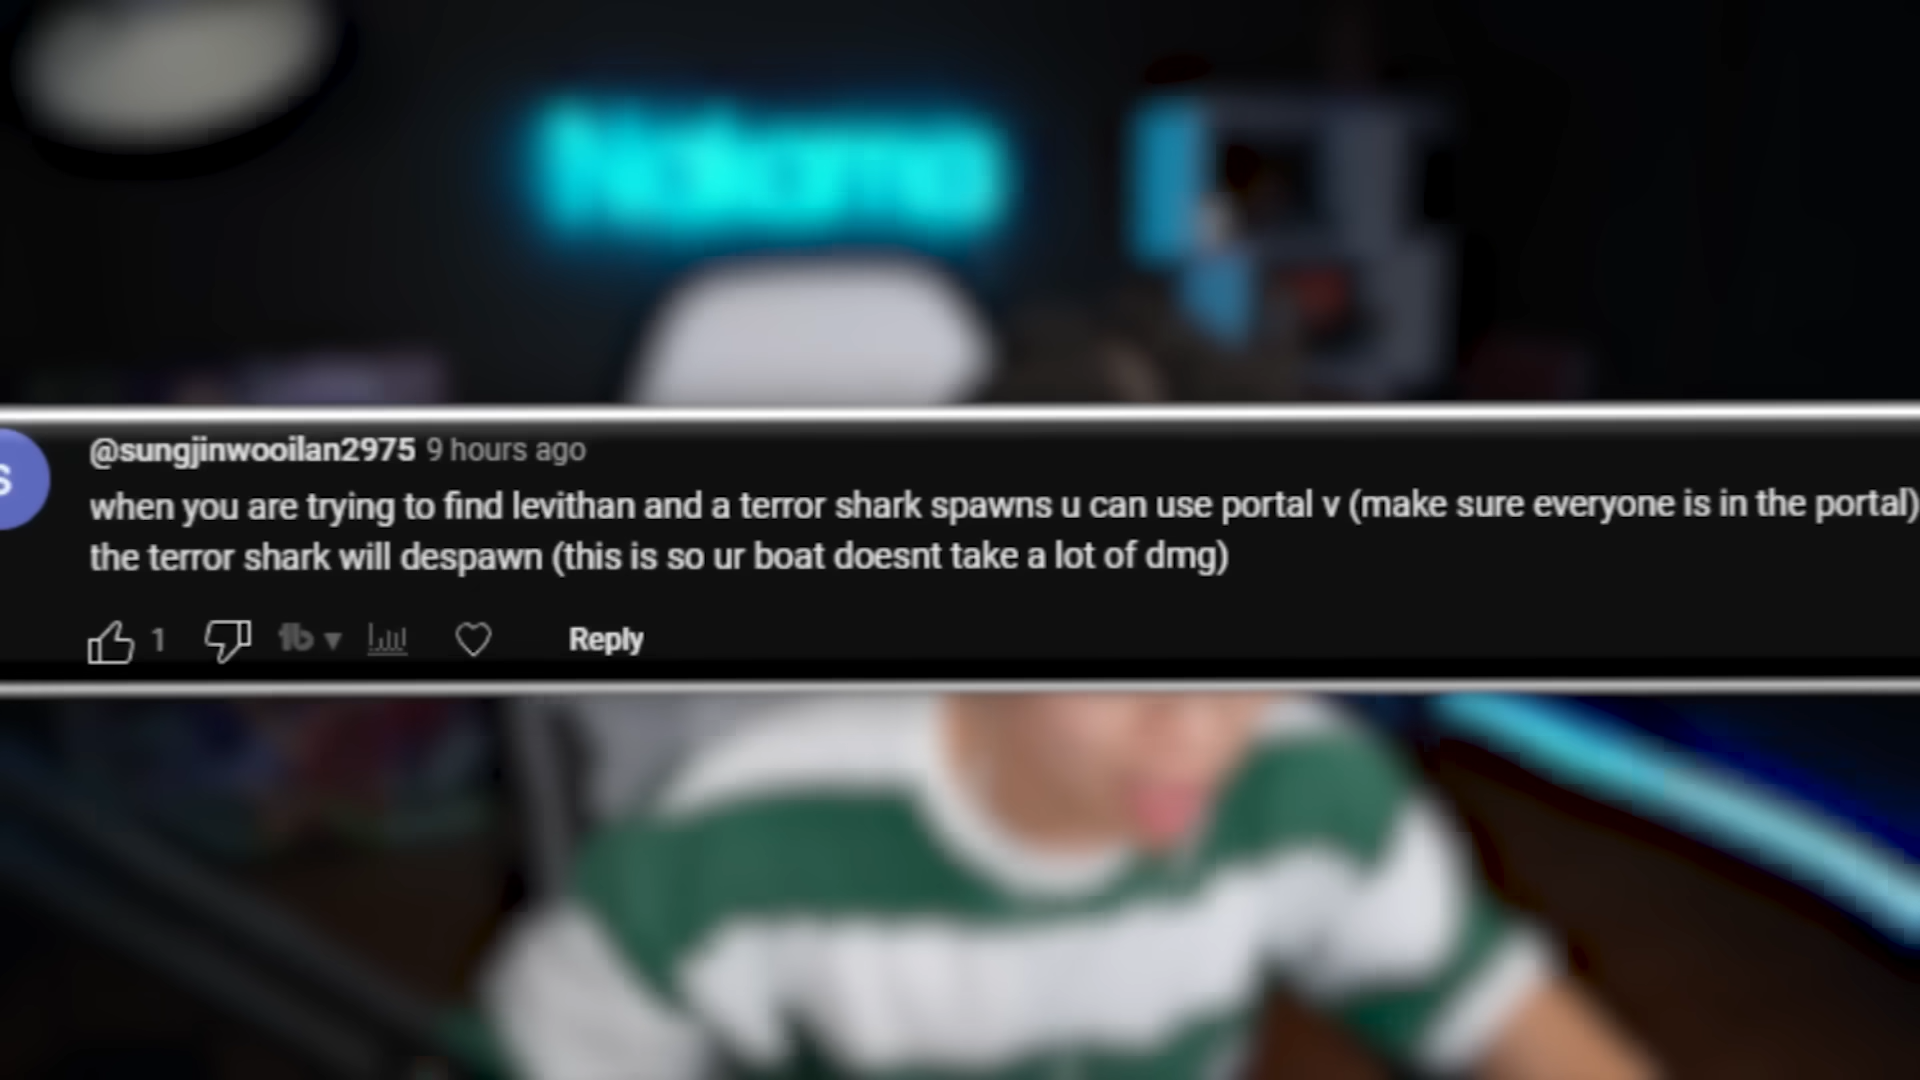 S
@sungjinwooilan2975 9 hours ago
when you are trying to find levithan and a terror shark spawns u can use portal v (make sure everyone is in the portal)
the terror shark will despawn (this is so ur boat doesnt take a lot of dmg)
1 Reply